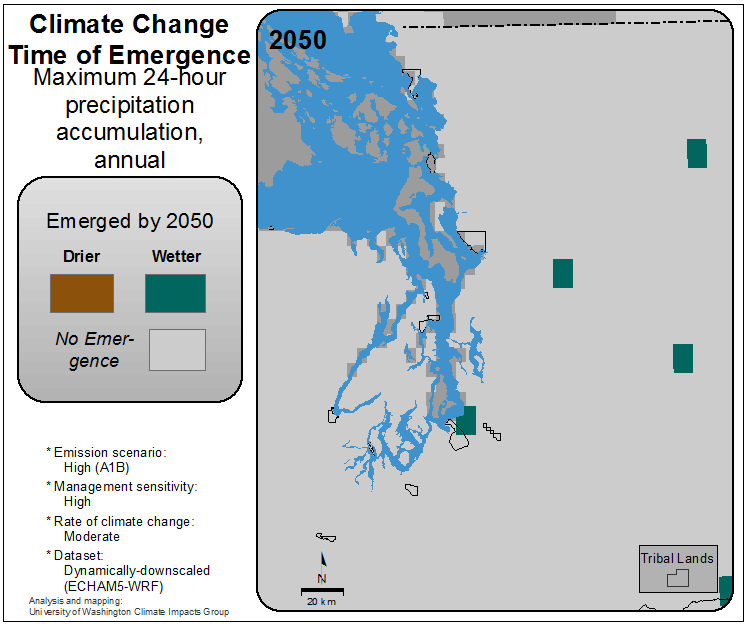 Climate Change
Time of Emergence
Maximum 24-hour
precipitation
accumulation,
annual
Emerged by 2050
Drier Wetter
No Emer-
gence
* Emission scenario:
High (A1B)
* Management sensitivity:
High
* Rate of climate change:
Moderate
* Dataset:
Dynamically-downscaled
(ECHAM5-WRF)
Analysis and mapping:
University of Washington Climate Impacts Group
2050
N
20 km
Tribal Lands